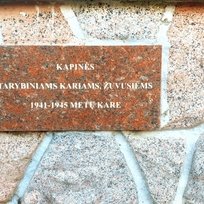 KAPINĖS
TARYBINIAMS KARIAMS, ŽUVUSIEMS
1941-1945 METŲ KARE